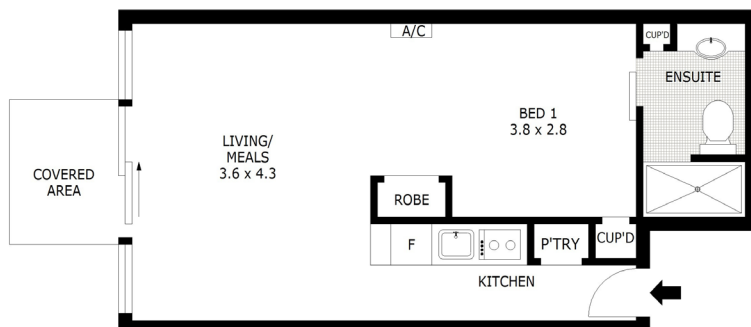 A/C
CUP'D
ENSUITE
BED 1
3.8 x 2.8
LIVING/
MEALS
3.6 x 4.3
COVERED
AREA
ROBE
F
P'TRY
CUP'D
KITCHEN